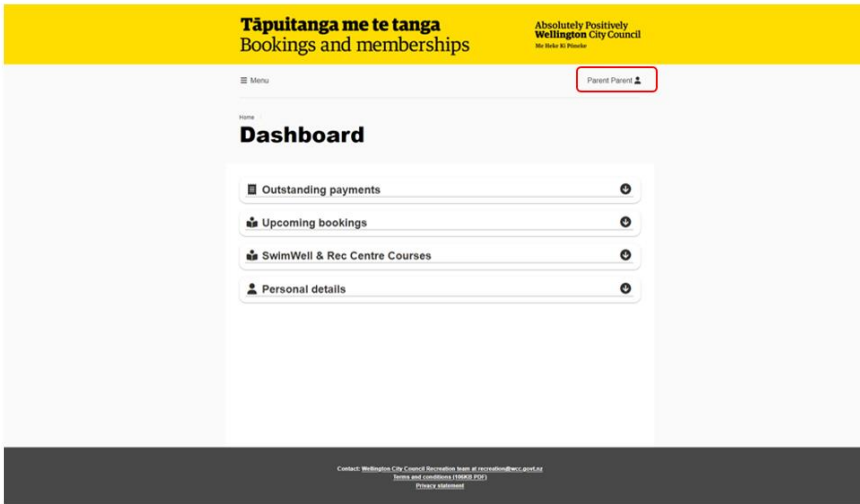 Tāpuitanga me te tanga
Bookings and memberships
Absolutely Positively
Wellington City Council
Me Heke Ki Pōneke
Menu
Parent Parent
Home
Dashboard
Outstanding payments
Upcoming bookings
SwimWell & Rec Centre Courses
Personal details
Contact: Wellington City Council Recreation team at recreation@wcc.govt.nz
Terms and conditions (106KB PDF)
Privacy statement